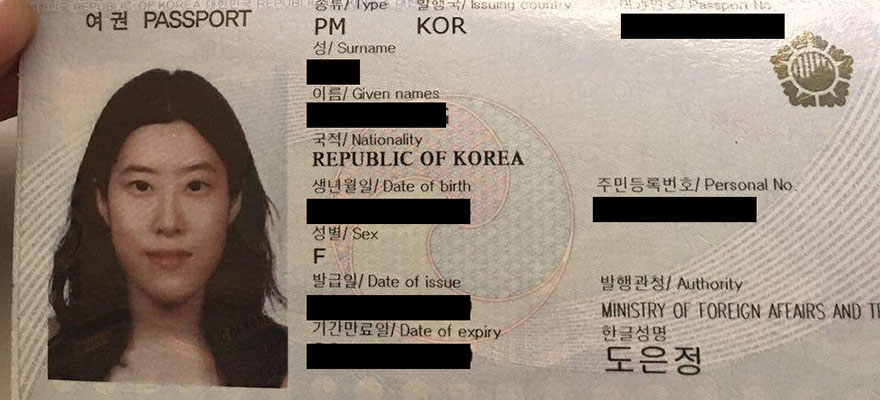 여권 PASSPORT
종류/ Type 발행국/ Issuing country 여권번호/ Passport No.
PM KOR
성/ Surname
이름/ Given names
국적/ Nationality
REPUBLIC OF KOREA
생년월일/ Date of birth 주민등록번호/ Personal No.
성별/ Sex
F
발급일/ Date of issue 발행관청/ Authority
MINISTRY OF FOREIGN AFFAIRS AND
기간만료일/ Date of expiry 한글성명
도은정